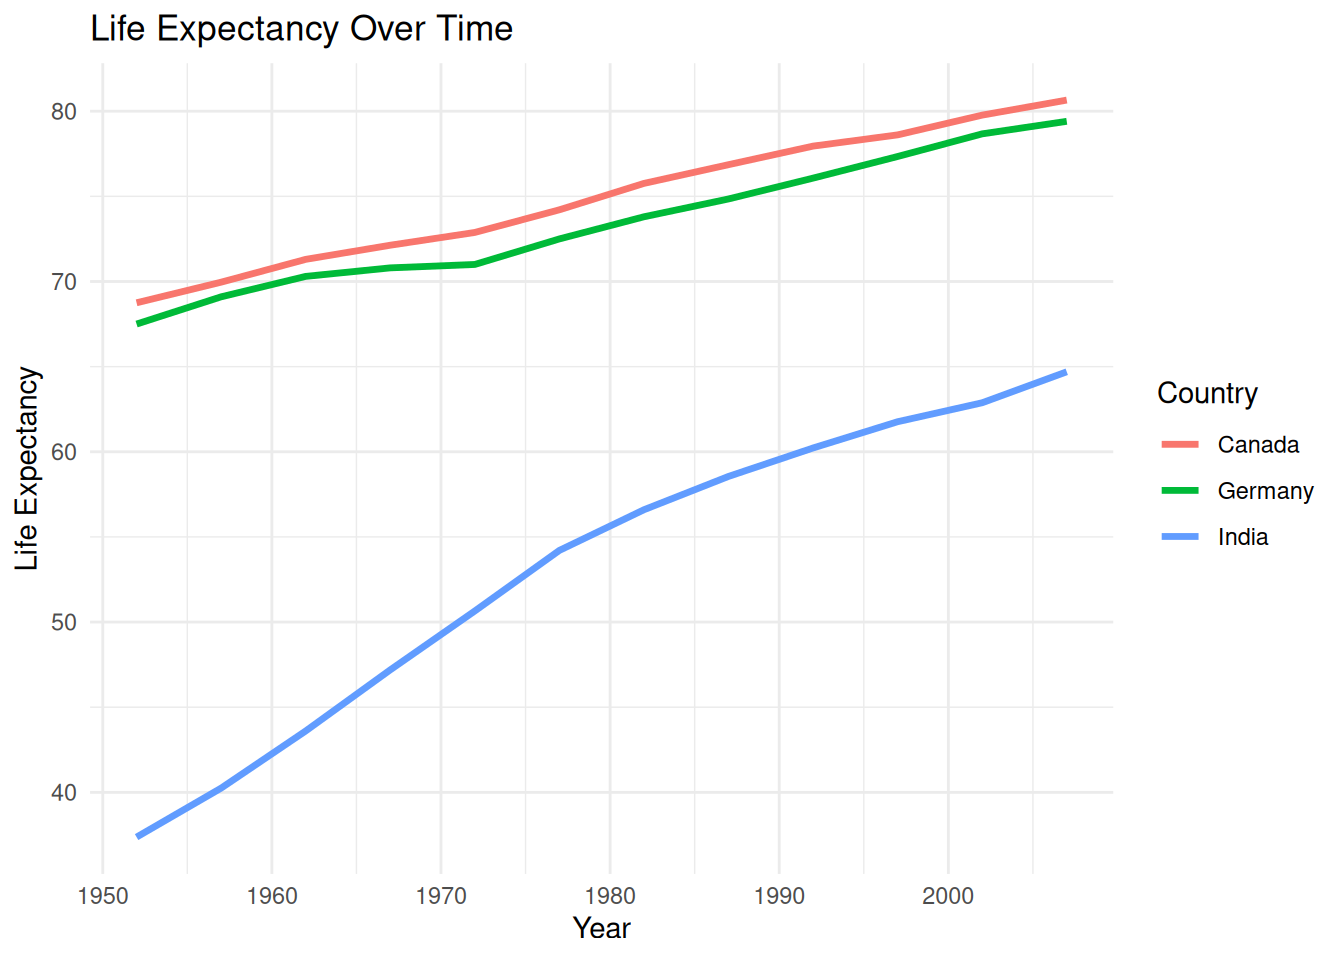 Life Expectancy Over Time
Life Expectancy
80
70
60
50
40
1950 1960 1970 1980 1990 2000
Year
Country
Canada
Germany
India